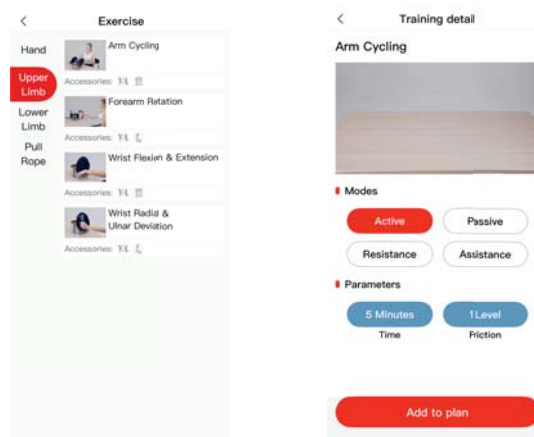 Exercise
Hand
Upper
Limb
Lower
Limb
Pull
Rope
Arm Cycling
Accessories:
Forearm Rotation
Accessories:
Wrist Flexion & Extension
Accessories:
Wrist Radial &
Ulnar Deviation
Accessories:
Training detail
Arm Cycling
Modes
Active
Passive
Resistance
Assistance
Parameters
5 Minutes
1 Level
Time
Friction
Add to plan